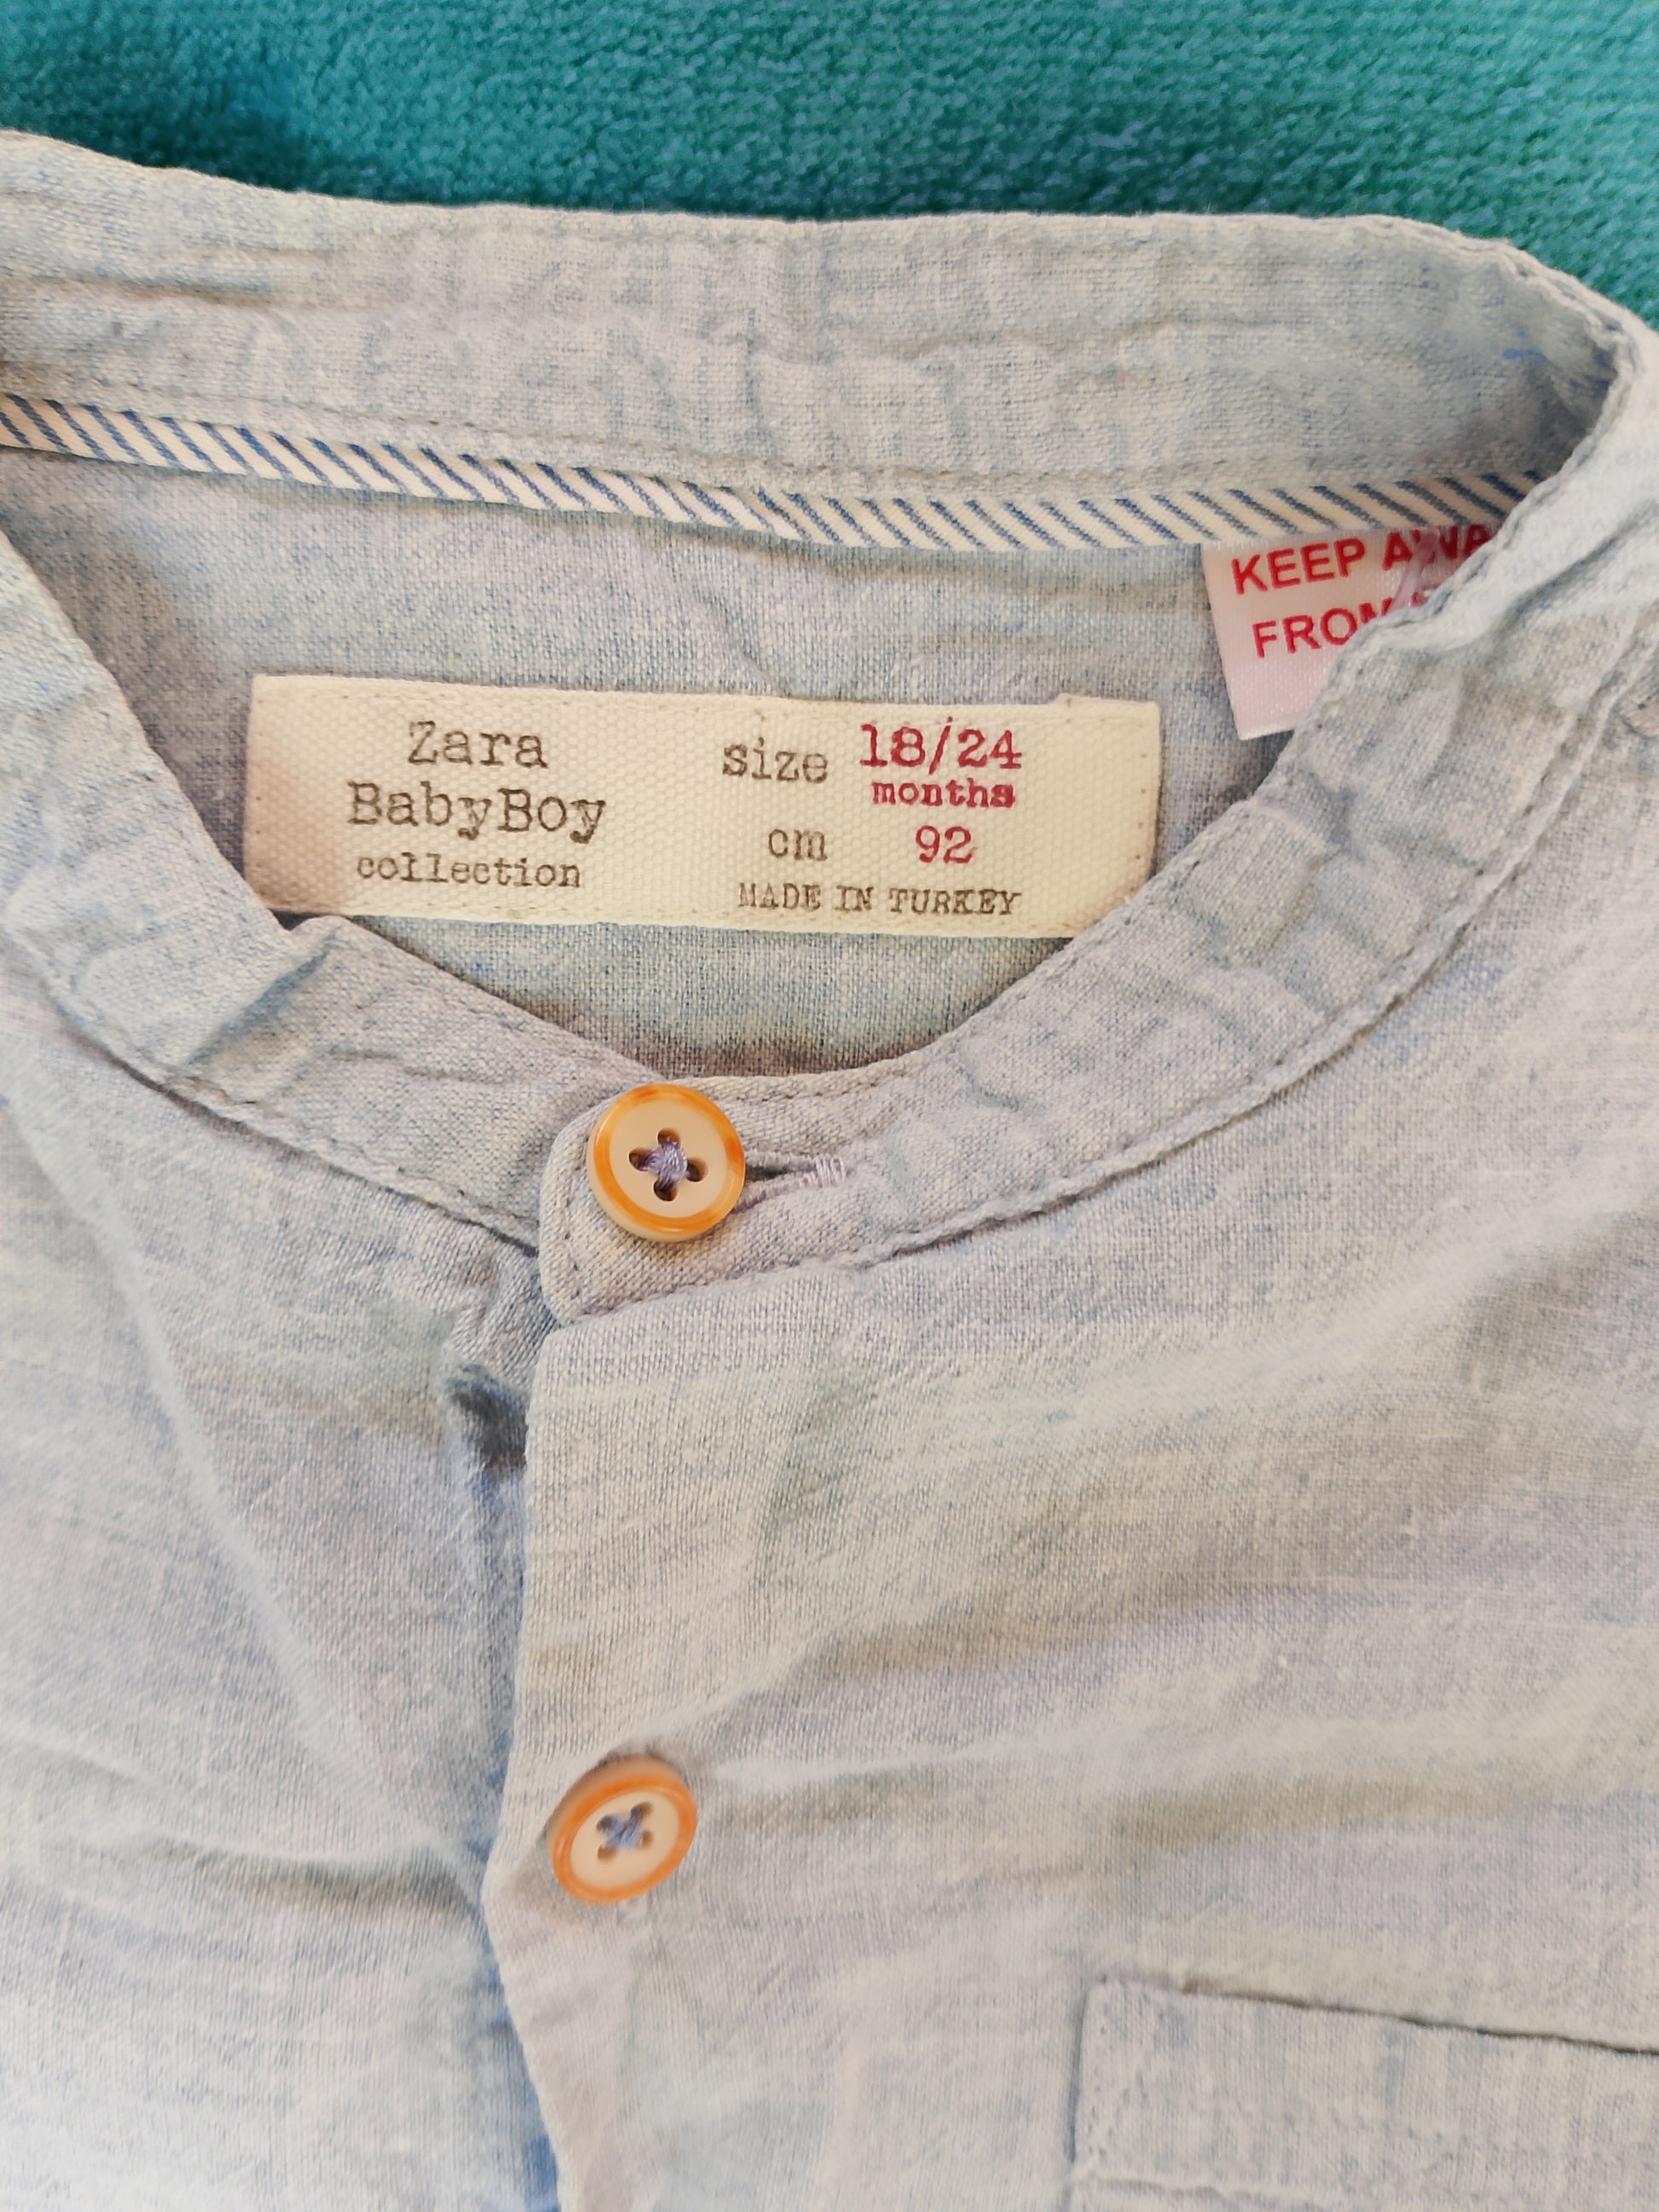 KEEP AWA
FROM
Zara
BabyBoy
collection
size 18/24
months
cm 92
MADE IN TURKEY